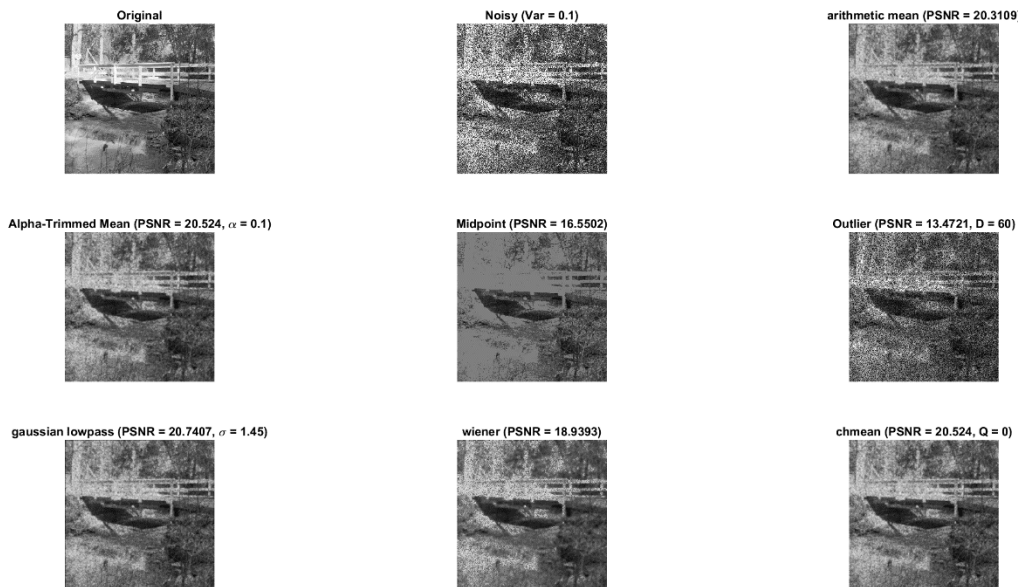 Original
Noisy (Var = 0.1)
arithmetic mean (PSNR = 20.3109)
Alpha-Trimmed Mean (PSNR = 20.524, α = 0.1)
Midpoint (PSNR = 16.5502)
Outlier (PSNR = 13.4721, D = 60)
gaussian lowpass (PSNR = 20.7407, σ = 1.45)
wiener (PSNR = 18.9393)
chmean (PSNR = 20.524, Q = 0)